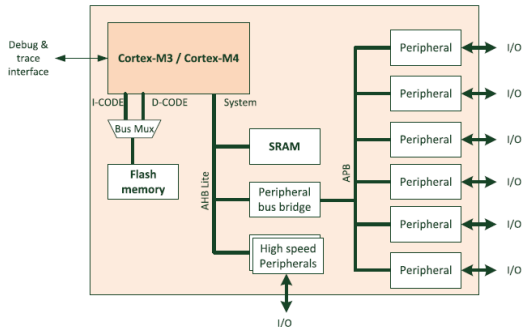 Debug &
trace
interface
Cortex-M3 / Cortex-M4
I-CODE
D-CODE
System
Bus Mux
Flash
memory
AHB Lite
SRAM
Peripheral
bus bridge
High speed
Peripherals
I/O
APB
Peripheral
I/O
Peripheral
I/O
Peripheral
I/O
Peripheral
I/O
Peripheral
I/O
Peripheral
I/O